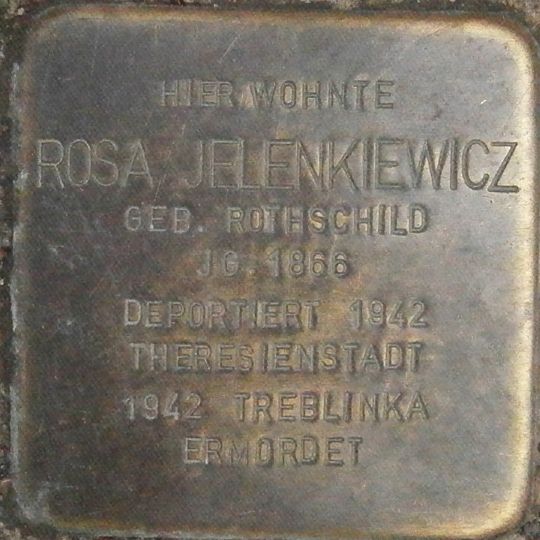 HIER WOHNTE
ROSA JELENKIEWICZ
GEB. ROTHSCHILD
JG. 1866
DEPORTIERT 1942
THERESIENSTADT
1942 TREBLINKA
ERMORDET